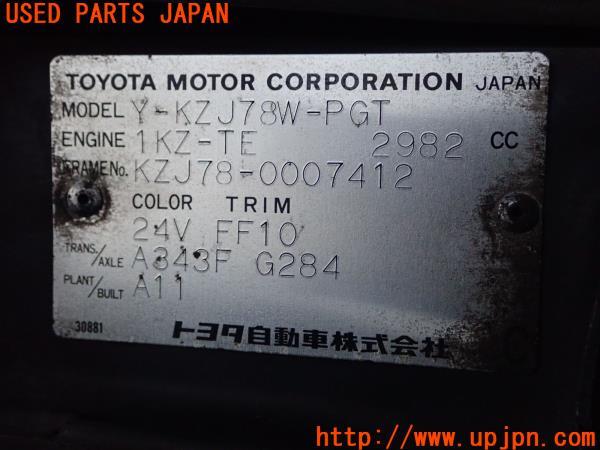 USED PARTS JAPAN
TOYOTA MOTOR CORPORATION JAPAN
MODEL Y-KZJ78W-PGT
ENGINE 1KZ-TE 2982 CC
FRAME No. KZJ78-0007412
COLOR TRIM
24V FF10
TRANS./AXLE A343F G284
PLANT/BUILT A11
30881 トヨタ自動車株式会社 C
UPJ http://www.upjpn.com